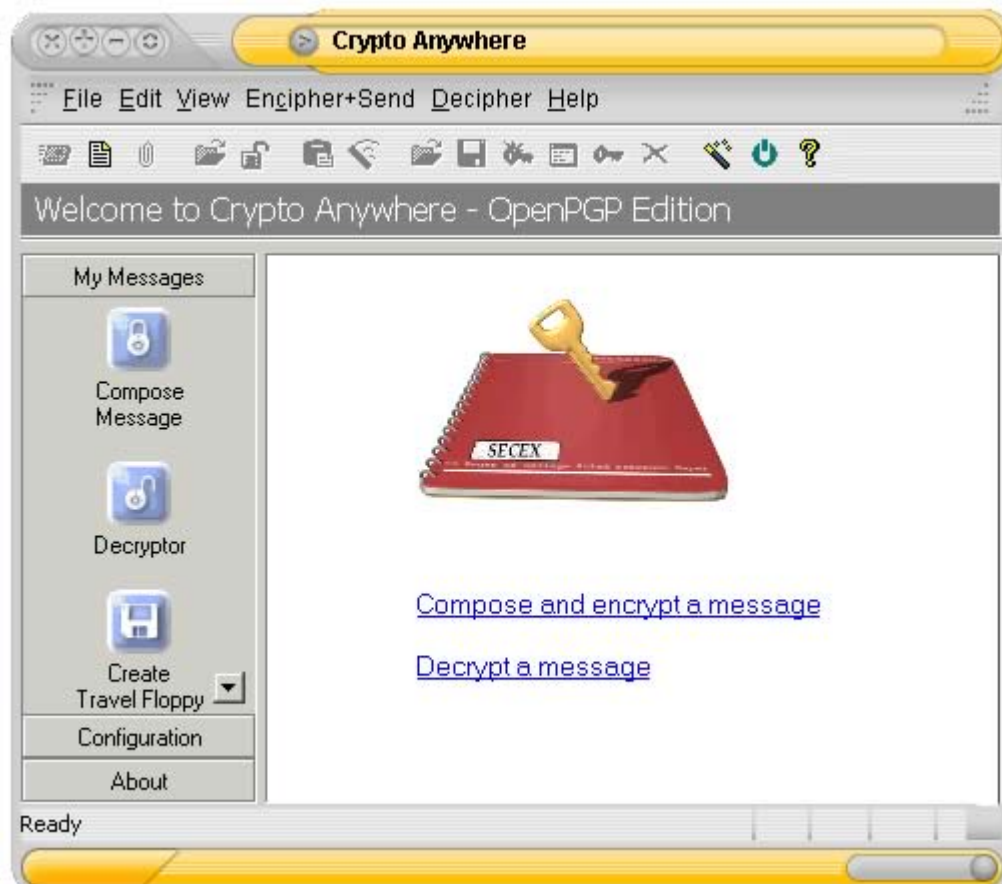 Crypto Anywhere
File Edit View Encipher+Send Decipher Help
Welcome to Crypto Anywhere - OpenPGP Edition
My Messages
Compose
Message
Decryptor
Create
Travel Floppy
Configuration
About
SECEX
Compose and encrypt a message
Decrypt a message
Ready